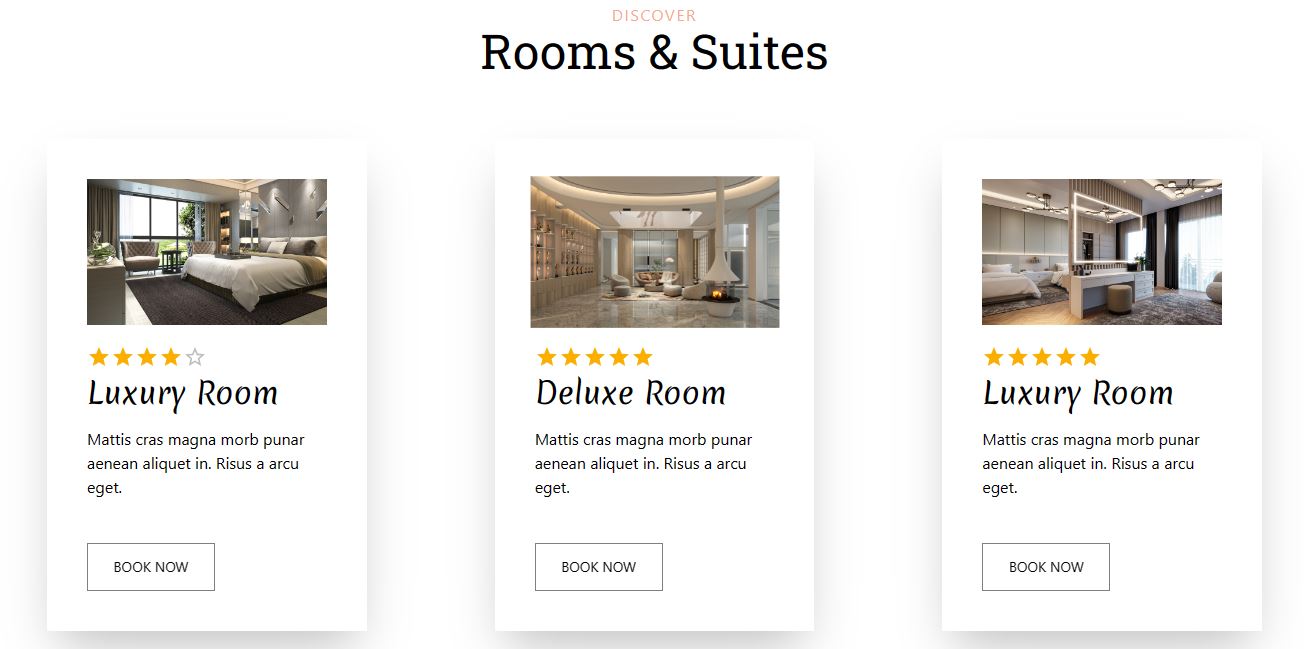 DISCOVER
Rooms & Suites
Luxury Room
Mattis cras magna morb punar
aenean aliquet in. Risus a arcu
eget.
BOOK NOW
Deluxe Room
Mattis cras magna morb punar
aenean aliquet in. Risus a arcu
eget.
BOOK NOW
Luxury Room
Mattis cras magna morb punar
aenean aliquet in. Risus a arcu
eget.
BOOK NOW